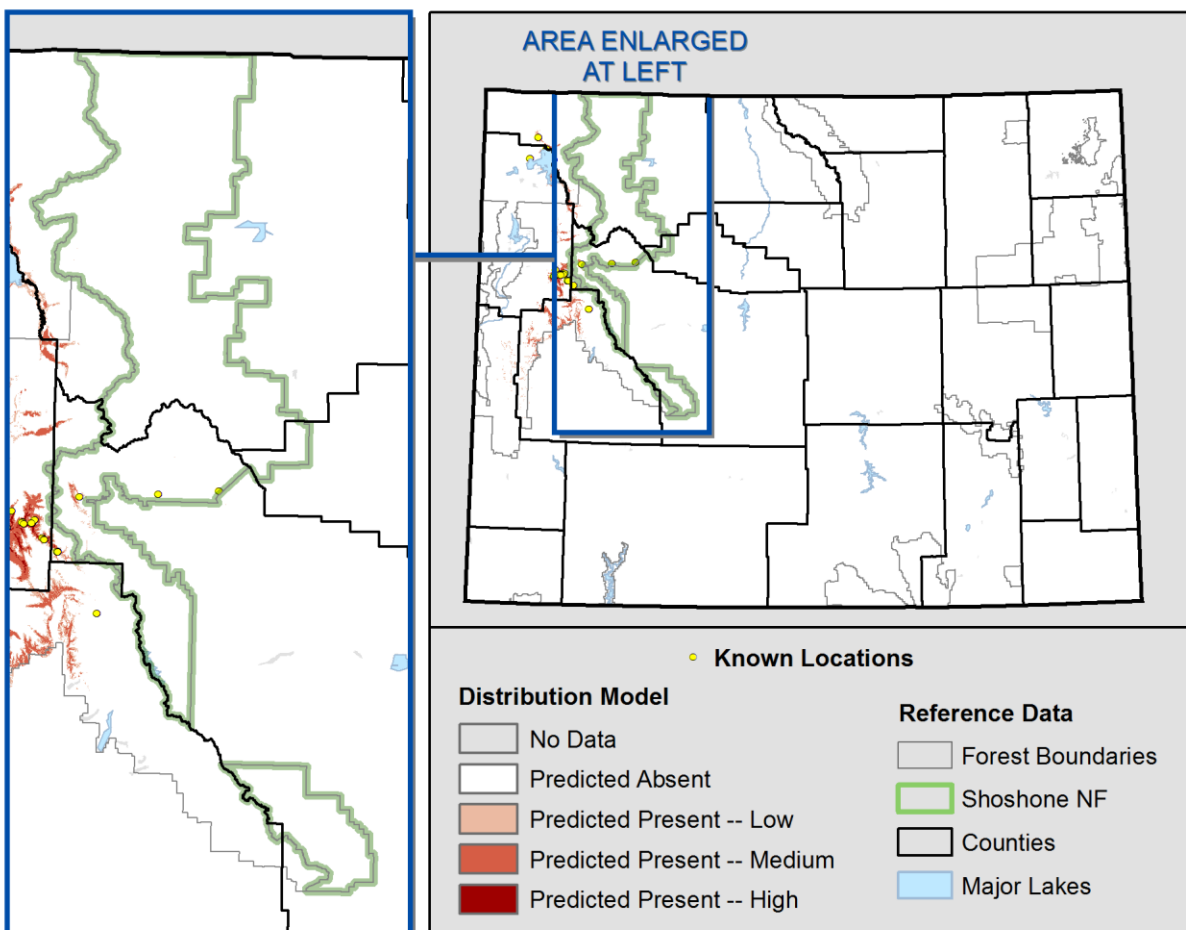 AREA ENLARGED
AT LEFT
Known Locations
Distribution Model
No Data
Predicted Absent
Predicted Present -- Low
Predicted Present -- Medium
Predicted Present -- High
Reference Data
Forest Boundaries
Shoshone NF
Counties
Major Lakes